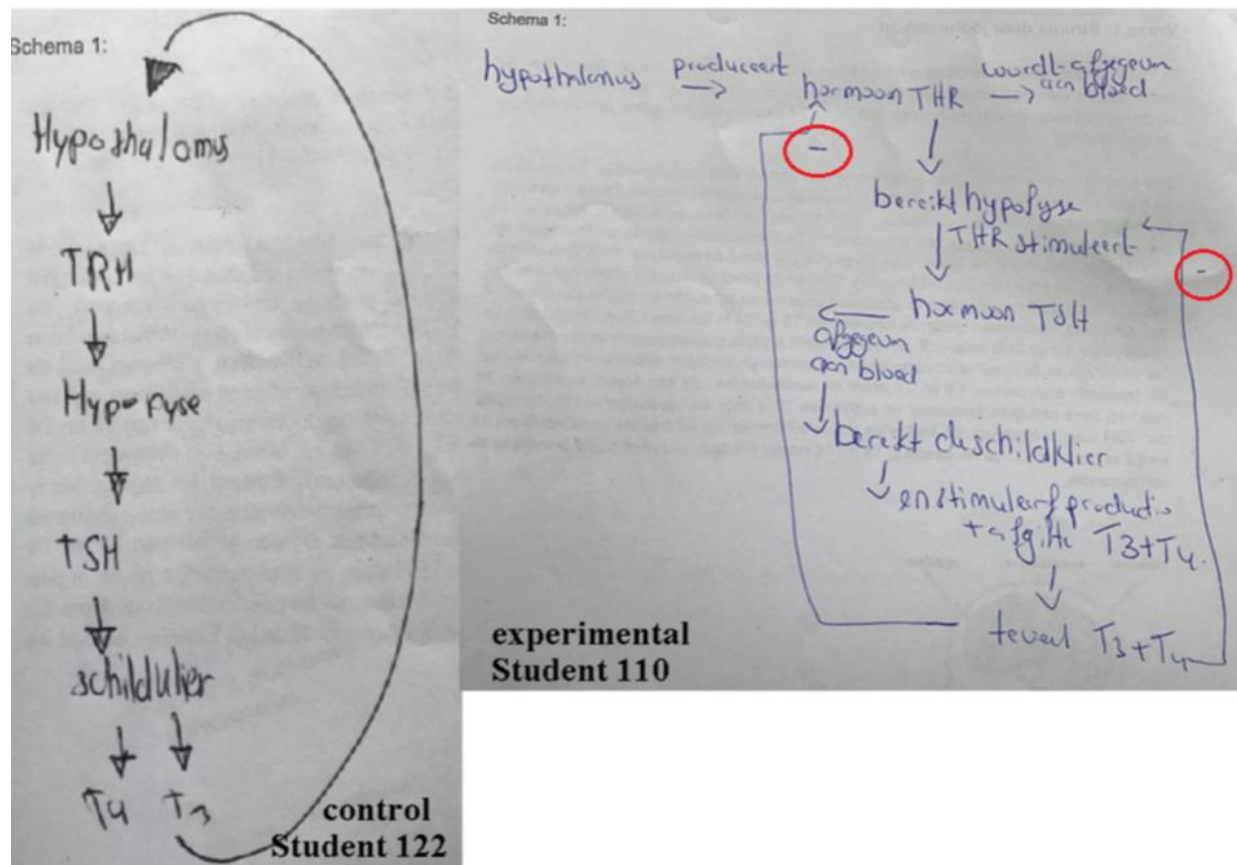 Schema 1:
Hypothalamus
TRH
Hypofyse
TSH
schildklier
T4 T3
control
Student 122
Schema 1:
hypothalamus produceert hormoon THR wordt afgegeven aan bloed
-
bereikt hypofyse
THR stimuleert
-
hormoon TSH
afgegeven
aan bloed
bereikt de schildklier
en stimuleert productie
+ afgifte T3+T4.
teveel T3+T4
experimental
Student 110